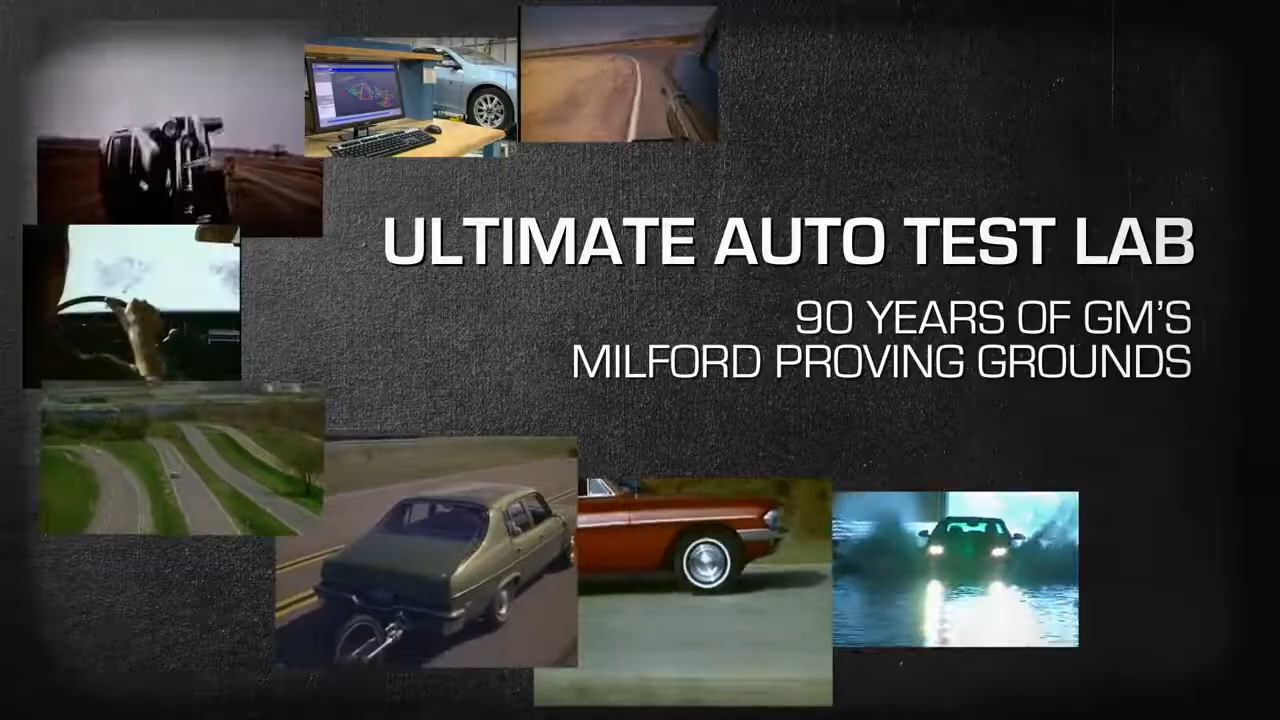 ULTIMATE AUTO TEST LAB
90 YEARS OF GM'S
MILFORD PROVING GROUNDS